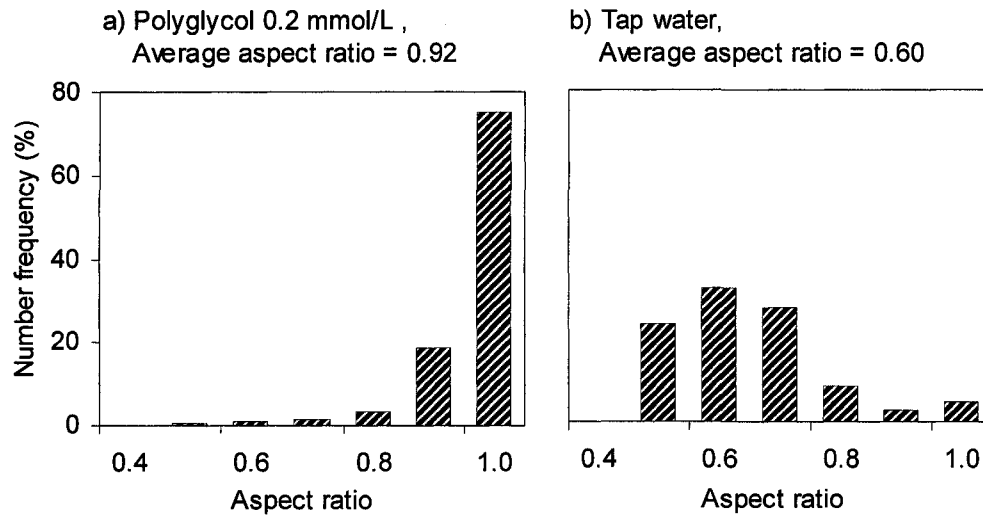 a) Polyglycol 0.2 mmol/L ,
Average aspect ratio = 0.92
b) Tap water,
Average aspect ratio = 0.60
Number frequency (%)
80
60
40
20
0
0.4 0.6 0.8 1.0
Aspect ratio
0.4 0.6 0.8 1.0
Aspect ratio